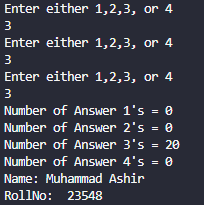 Enter either 1,2,3, or 4
3
Enter either 1,2,3, or 4
3
Enter either 1,2,3, or 4
3
Number of Answer 1's = 0
Number of Answer 2's = 0
Number of Answer 3's = 20
Number of Answer 4's = 0
Name: Muhammad Ashir
RollNo:  23548